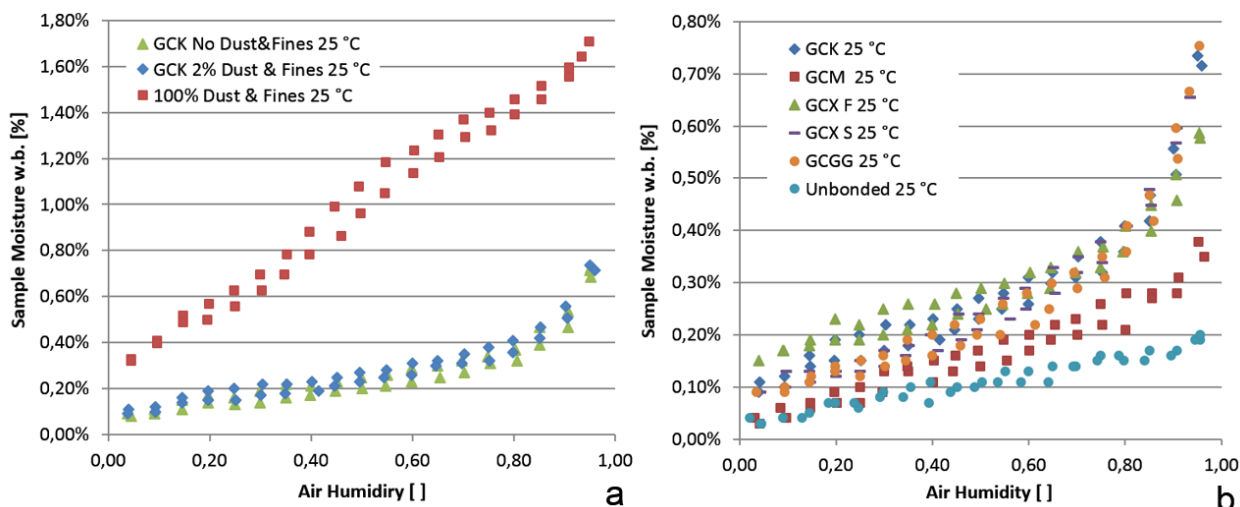 1,80%
1,60%
1,40%
1,20%
1,00%
0,80%
0,60%
0,40%
0,20%
0,00%
Sample Moisture w.b. [%]
GCK No Dust&Fines 25 °C
GCK 2% Dust & Fines 25 °C
100% Dust & Fines 25 °C
0,00 0,20 0,40 0,60 0,80 1,00
Air Humidiry [ ]
a
0,80%
0,70%
0,60%
0,50%
0,40%
0,30%
0,20%
0,10%
0,00%
Sample Moisture w.b. [%]
GCK 25 °C
GCM 25 °C
GCX F 25 °C
GCX S 25 °C
GCGG 25 °C
Unbonded 25 °C
0,00 0,20 0,40 0,60 0,80 1,00
Air Humidity [ ]
b